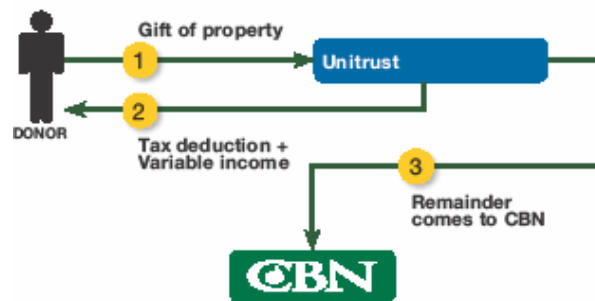 Gift of property
1
Unitrust
2
DONOR
Tax deduction +
Variable income
3
Remainder
comes to CBN
CBN